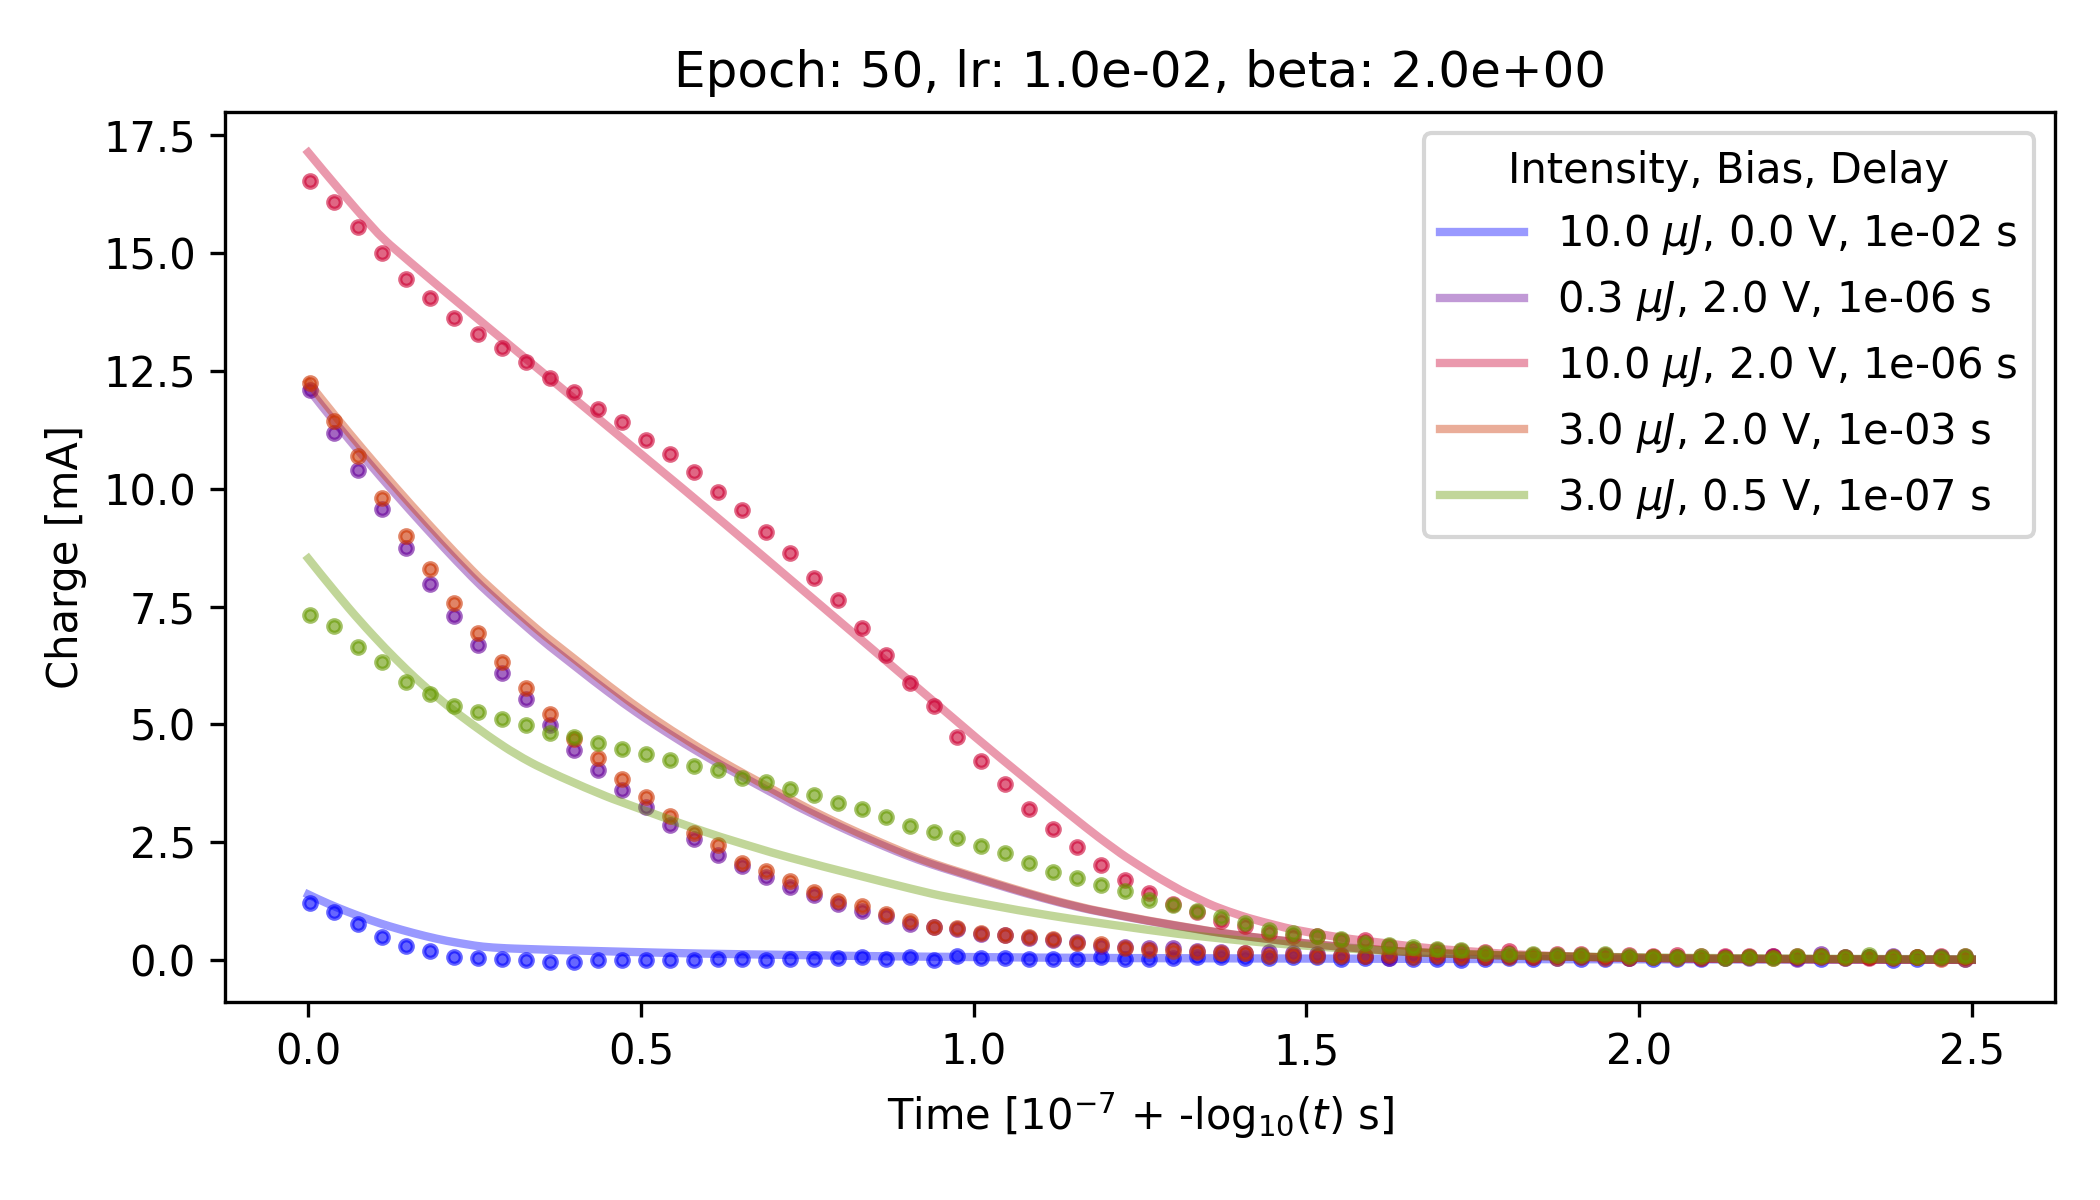 Epoch: 50, lr: 1.0e-02, beta: 2.0e+00
Charge [mA]
17.5
15.0
12.5
10.0
7.5
5.0
2.5
0.0
Intensity, Bias, Delay
10.0 μJ, 0.0 V, 1e-02 s
0.3 μJ, 2.0 V, 1e-06 s
10.0 μJ, 2.0 V, 1e-06 s
3.0 μJ, 2.0 V, 1e-03 s
3.0 μJ, 0.5 V, 1e-07 s
0.0 0.5 1.0 1.5 2.0 2.5
Time [10⁻⁷ + -log₁₀(t) s]